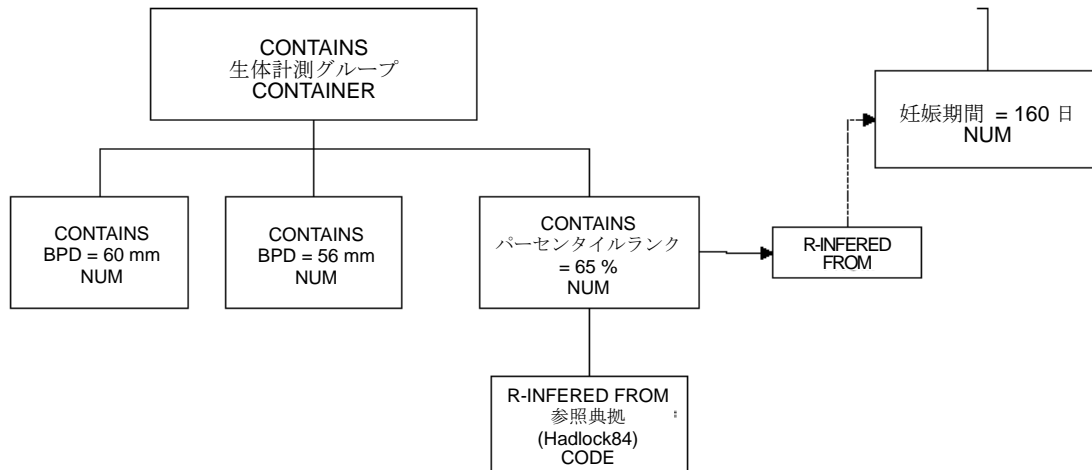 CONTAINS
生体計測グループ
CONTAINER
妊娠期間 = 160 日
NUM
CONTAINS
BPD = 60 mm
NUM
CONTAINS
BPD = 56 mm
NUM
CONTAINS
パーセンタイルランク
= 65 %
NUM
R-INFERED
FROM
R-INFERED FROM
参照典拠
(Hadlock84)
CODE